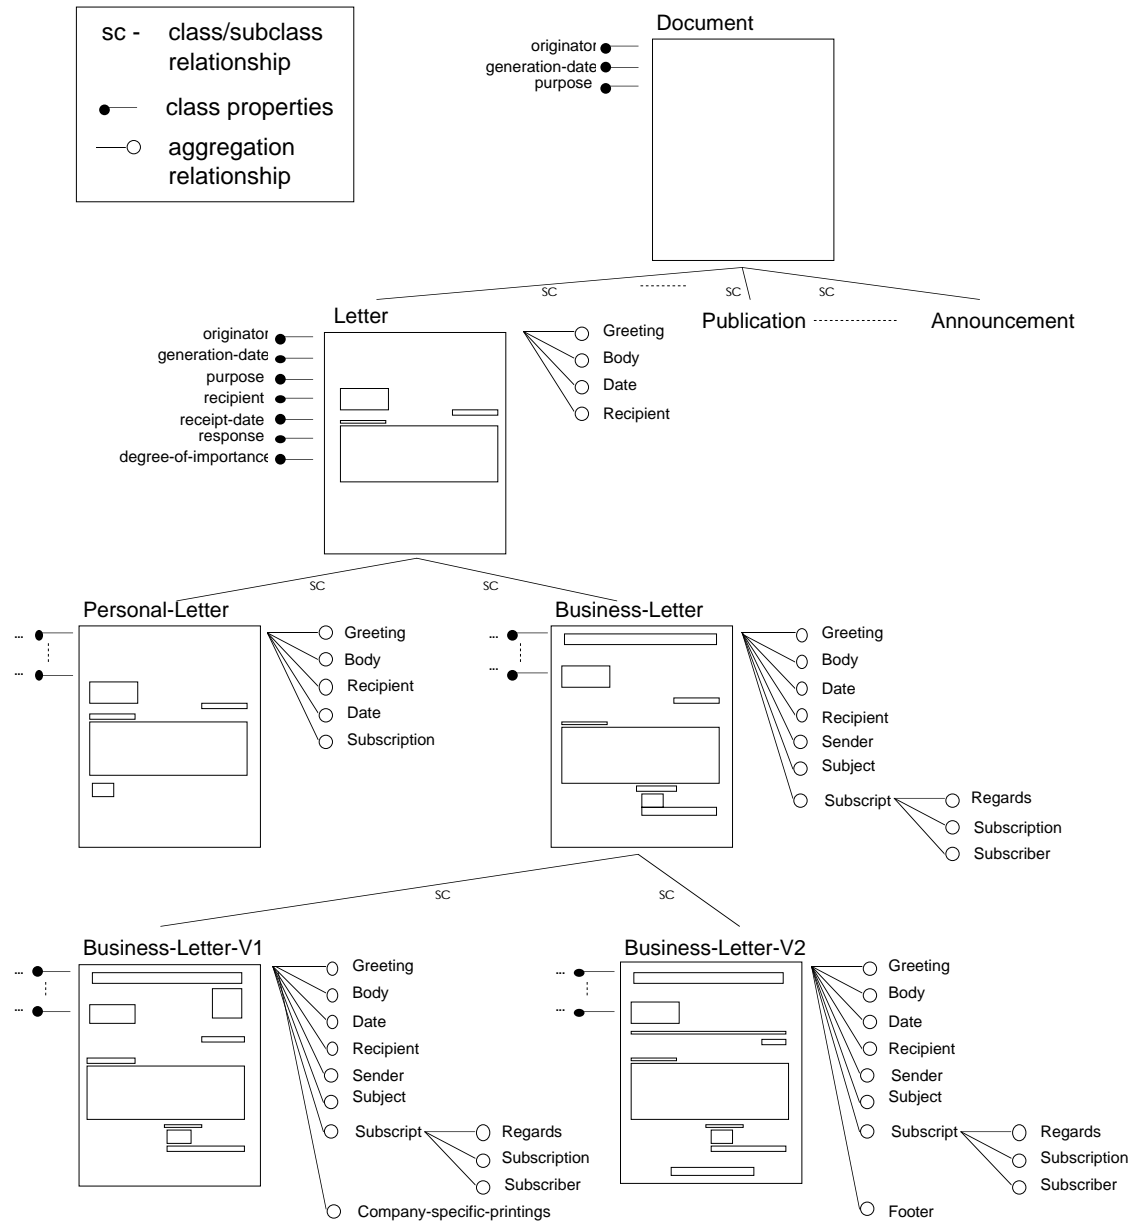 sc - class/subclass
relationship
class properties
aggregation
relationship
Document
originator
generation-date
purpose
SC
SC
SC
Letter
Publication
Announcement
originator
generation-date
purpose
recipient
receipt-date
response
degree-of-importance
Greeting
Body
Date
Recipient
SC
SC
Personal-Letter
...
...
Greeting
Body
Recipient
Date
Subscription
Business-Letter
...
...
Greeting
Body
Date
Recipient
Sender
Subject
Subscript
Regards
Subscription
Subscriber
SC
SC
Business-Letter-V1
...
...
Greeting
Body
Date
Recipient
Sender
Subject
Subscript
Regards
Subscription
Subscriber
Company-specific-printings
Business-Letter-V2
...
...
Greeting
Body
Date
Recipient
Sender
Subject
Subscript
Regards
Subscription
Subscriber
Footer